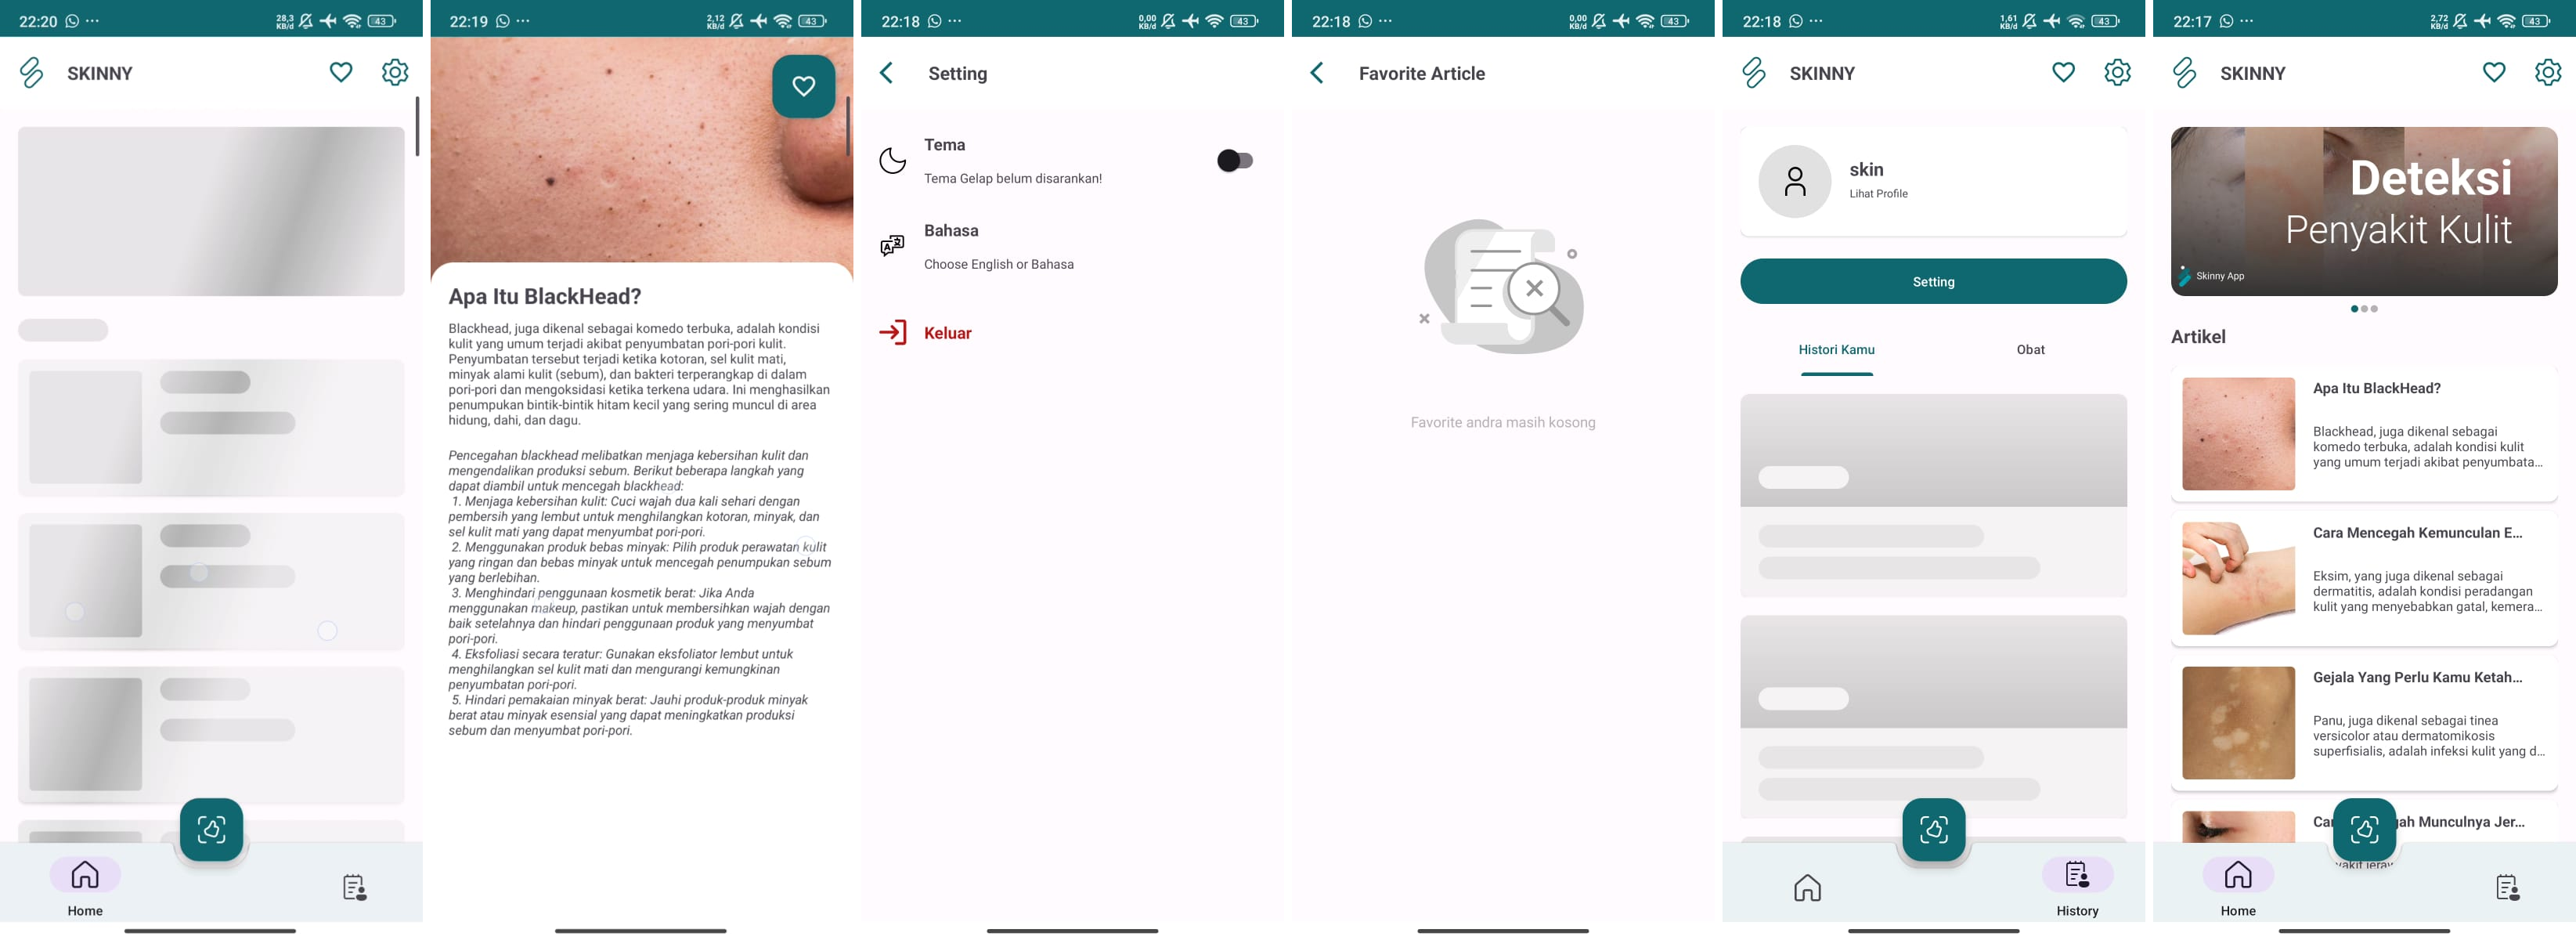 22:20 ...
28,3 KB/d 43
SKINNY
Home
22:19 ...
2,12 KB/d 43
Apa Itu BlackHead?
Blackhead, juga dikenal sebagai komedo terbuka, adalah kondisi
kulit yang umum terjadi akibat penyumbatan pori-pori kulit.
Penyumbatan tersebut terjadi ketika kotoran, sel kulit mati,
minyak alami kulit (sebum), dan bakteri terperangkap di dalam
pori-pori dan mengoksidasi ketika terkena udara. Ini menghasilkan
penumpukan bintik-bintik hitam kecil yang sering muncul di area
hidung, dahi, dan dagu.
Pencegahan blackhead melibatkan menjaga kebersihan kulit dan
mengendalikan produksi sebum. Berikut beberapa langkah yang
dapat diambil untuk mencegah blackhead:
1. Menjaga kebersihan kulit: Cuci wajah dua kali sehari dengan
pembersih yang lembut untuk menghilangkan kotoran, minyak, dan
sel kulit mati yang dapat menyumbat pori-pori.
2. Menggunakan produk bebas minyak: Pilih produk perawatan kulit
yang ringan dan bebas minyak untuk mencegah penumpukan sebum
yang berlebihan.
3. Menghindari penggunaan kosmetik berat: Jika Anda
menggunakan makeup, pastikan untuk membersihkan wajah dengan
baik setelahnya dan hindari penggunaan produk yang menyumbat
pori-pori.
4. Eksfoliasi secara teratur: Gunakan eksfoliator lembut untuk
menghilangkan sel kulit mati dan mengurangi kemungkinan
penyumbatan pori-pori.
5. Hindari pemakaian minyak berat: Jauhi produk-produk minyak
berat atau minyak esensial yang dapat meningkatkan produksi
sebum dan menyumbat pori-pori.
22:18 ...
0,00 KB/d 43
Setting
Tema
Tema Gelap belum disarankan!
Bahasa
Choose English or Bahasa
Keluar
22:18 ...
0,00 KB/d 43
Favorite Article
Favorite andra masih kosong
22:18 ...
1,61 KB/d 43
SKINNY
skin
Lihat Profile
Setting
Histori Kamu
Obat
History
22:17 ...
2,72 KB/d 43
SKINNY
Deteksi
Penyakit Kulit
Skinny App
Artikel
Apa Itu BlackHead?
Blackhead, juga dikenal sebagai
komedo terbuka, adalah kondisi kulit
yang umum terjadi akibat penyumbata...
Cara Mencegah Kemunculan E...
Eksim, yang juga dikenal sebagai
dermatitis, adalah kondisi peradangan
kulit yang menyebabkan gatal, kemera...
Gejala Yang Perlu Kamu Ketah...
Panu, juga dikenal sebagai tinea
versicolor atau dermatomikosis
superfisialis, adalah infeksi kulit yang d...
Munculnya Jer...
Home